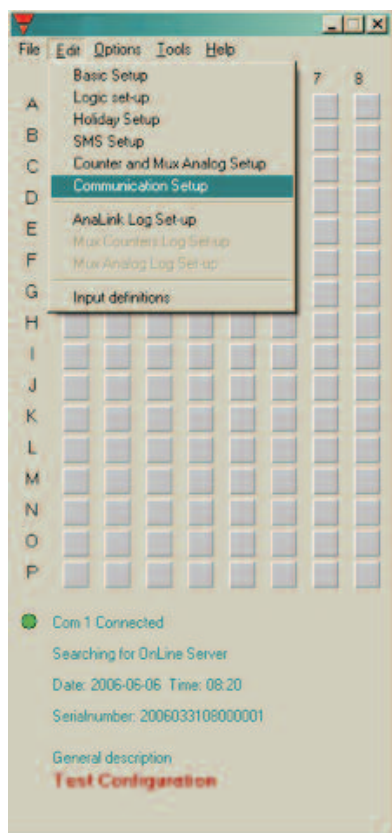 File Edit Options Tools Help
Basic Setup
Logic set-up
Holiday Setup
SMS Setup
Counter and Mux Analog Setup
Communication Setup
AnaLink Log Set-up
Mux Counters Log Set-up
Mux Analog Log Set-up
Input definitions
7 8
A
B
C
D
E
F
G
H
I
J
K
L
M
N
O
P
Com 1 Connected
Searching for OnLine Server
Date: 2006-06-06 Time: 08:20
Serialnumber: 2006033108000001
General description
Test Configuration